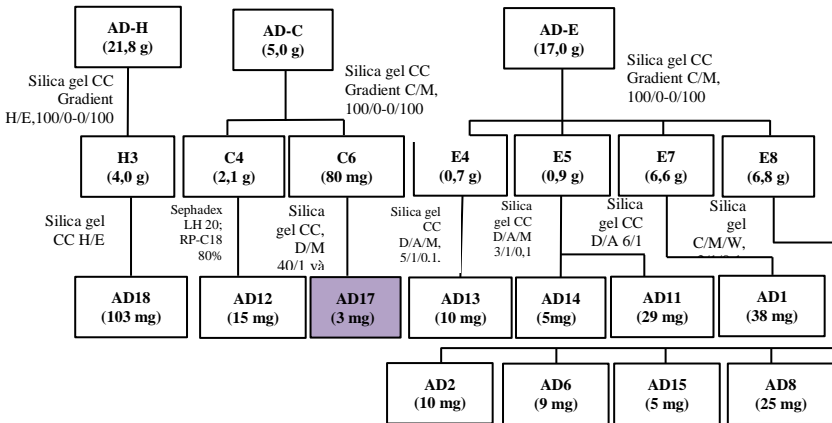 AD-H
(21,8 g)
AD-C
(5,0 g)
AD-E
(17,0 g)
Silica gel CC
Gradient
H/E,100/0-0/100
Silica gel CC
Gradient C/M,
100/0-0/100
Silica gel CC
Gradient C/M,
100/0-0/100
H3
(4,0 g)
C4
(2,1 g)
C6
(80 mg)
E4
(0,7 g)
E5
(0,9 g)
E7
(6,6 g)
E8
(6,8 g)
Silica gel
CC H/E
Sephadex
LH 20;
RP-C18
80%
Silica
gel CC,
D/M
40/1 và
Silica gel
CC
D/A/M,
5/1/0,1.
Silica
gel CC
D/A/M
3/1/0,1
Silica
gel CC
D/A 6/1
Silica
gel
C/M/W,
AD18
(103 mg)
AD12
(15 mg)
AD17
(3 mg)
AD13
(10 mg)
AD14
(5mg)
AD11
(29 mg)
AD1
(38 mg)
AD2
(10 mg)
AD6
(9 mg)
AD15
(5 mg)
AD8
(25 mg)